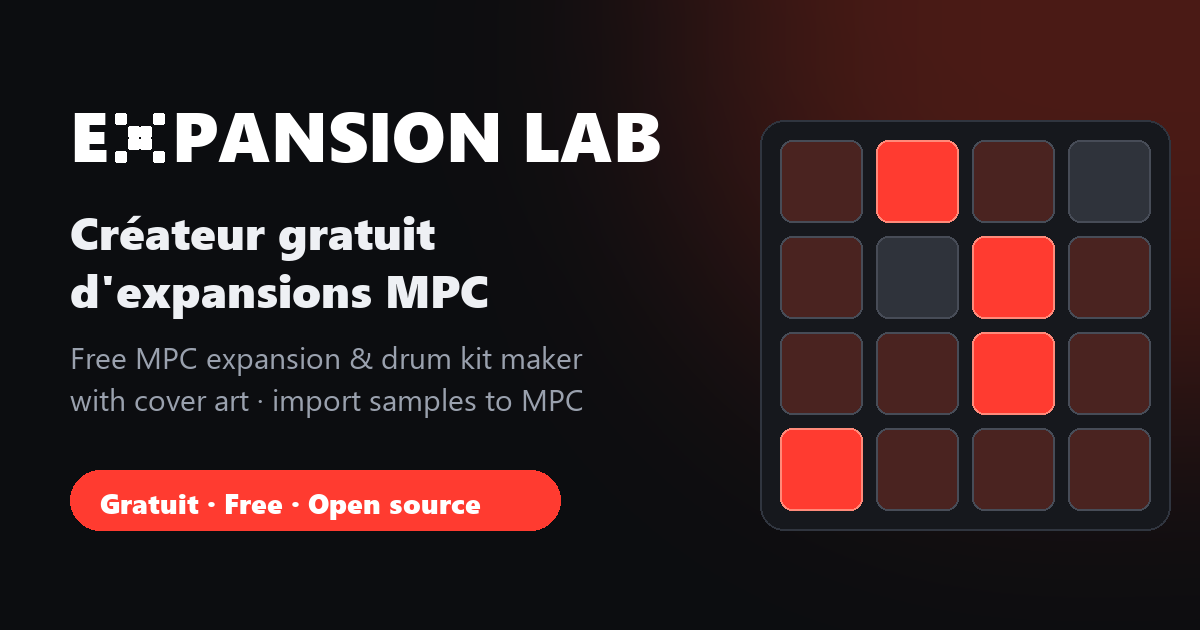 EXPANSION LAB
Créateur gratuit
d'expansions MPC
Free MPC expansion & drum kit maker
with cover art · import samples to MPC
Gratuit · Free · Open source